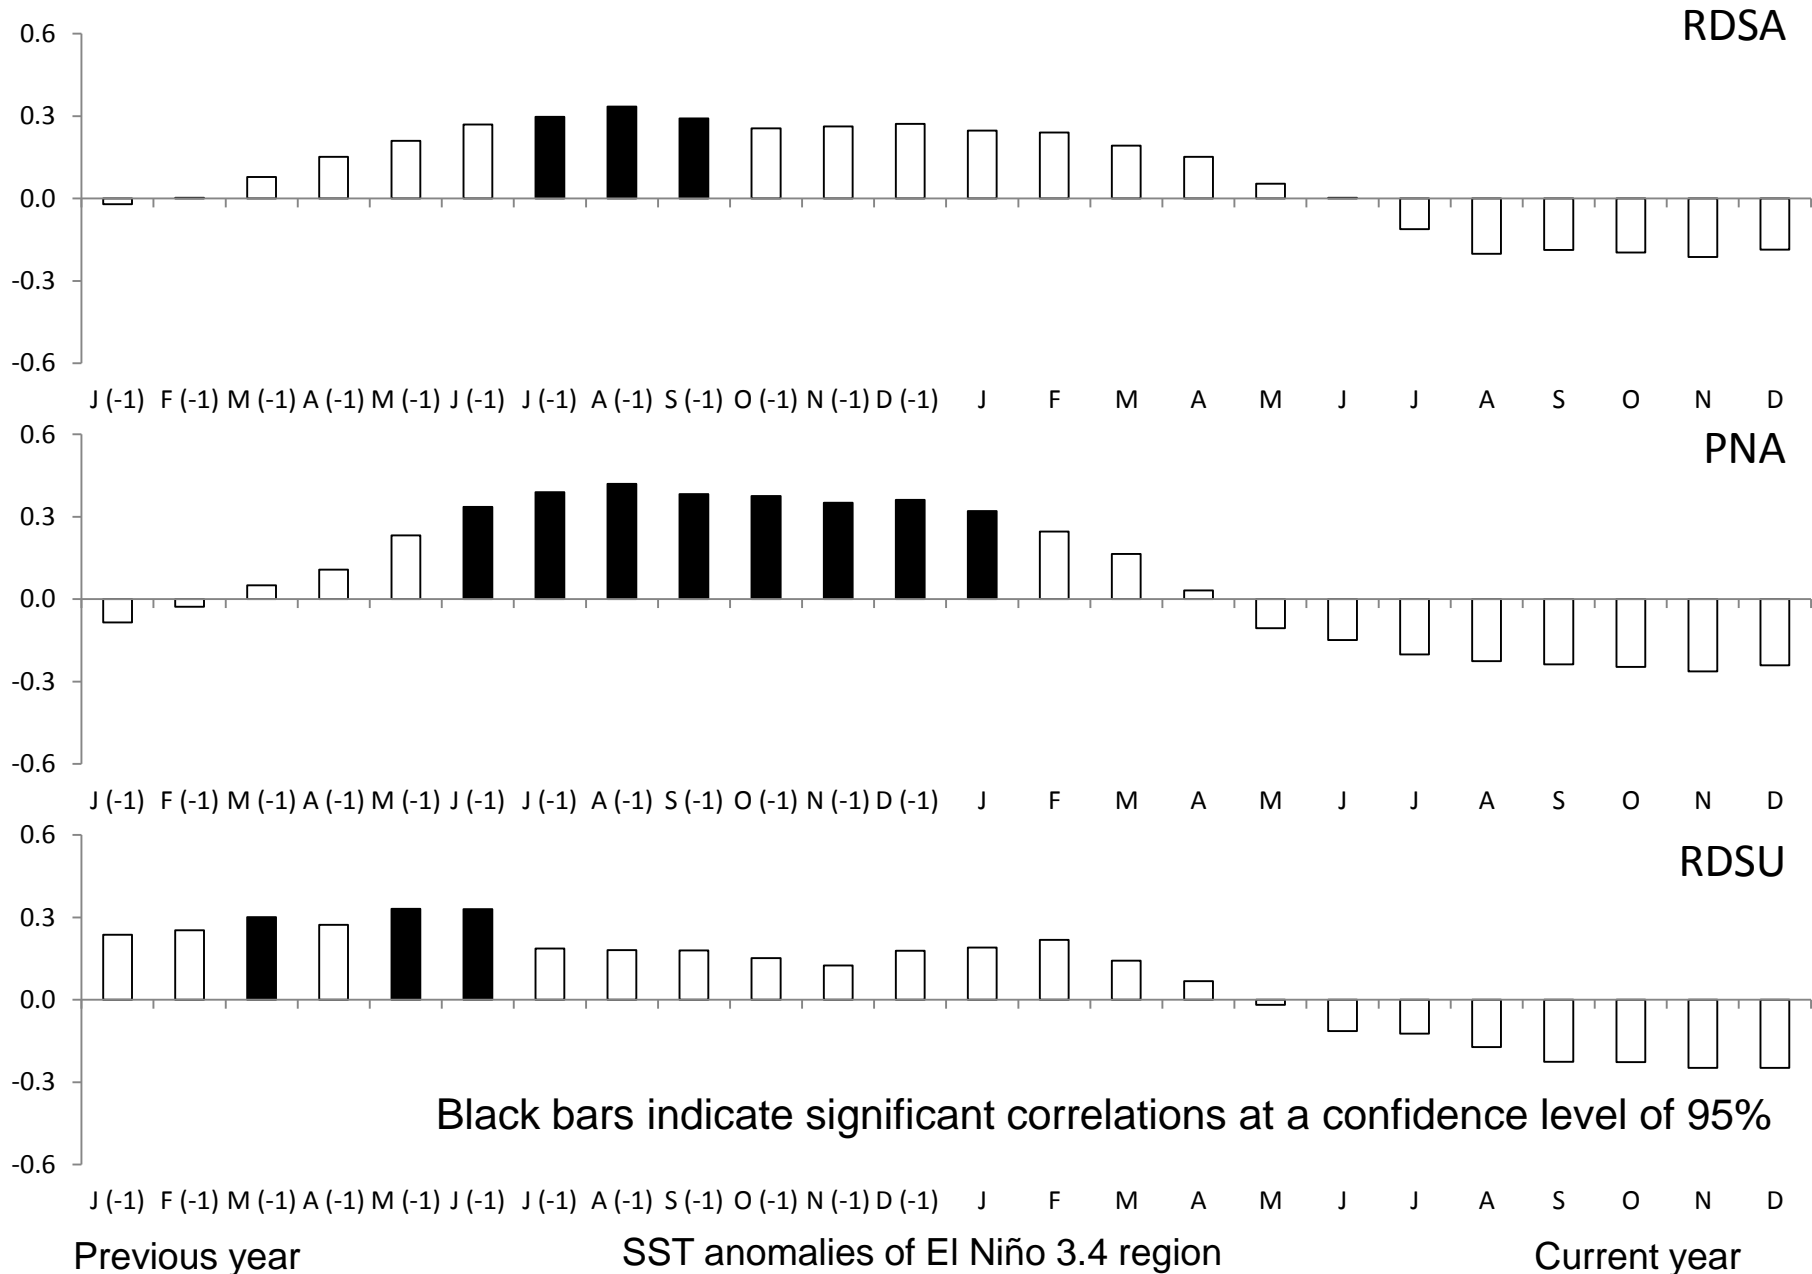 RDSA
0.6
0.3
0.0
-0.3
-0.6
J (-1) F (-1) M (-1) A (-1) M (-1) J (-1) J (-1) A (-1) S (-1) O (-1) N (-1) D (-1) J F M A M J J A S O N D
PNA
0.6
0.3
0.0
-0.3
-0.6
J (-1) F (-1) M (-1) A (-1) M (-1) J (-1) J (-1) A (-1) S (-1) O (-1) N (-1) D (-1) J F M A M J J A S O N D
RDSU
0.6
0.3
0.0
-0.3
-0.6
Black bars indicate significant correlations at a confidence level of 95%
J (-1) F (-1) M (-1) A (-1) M (-1) J (-1) J (-1) A (-1) S (-1) O (-1) N (-1) D (-1) J F M A M J J A S O N D
Previous year SST anomalies of El Niño 3.4 region Current year